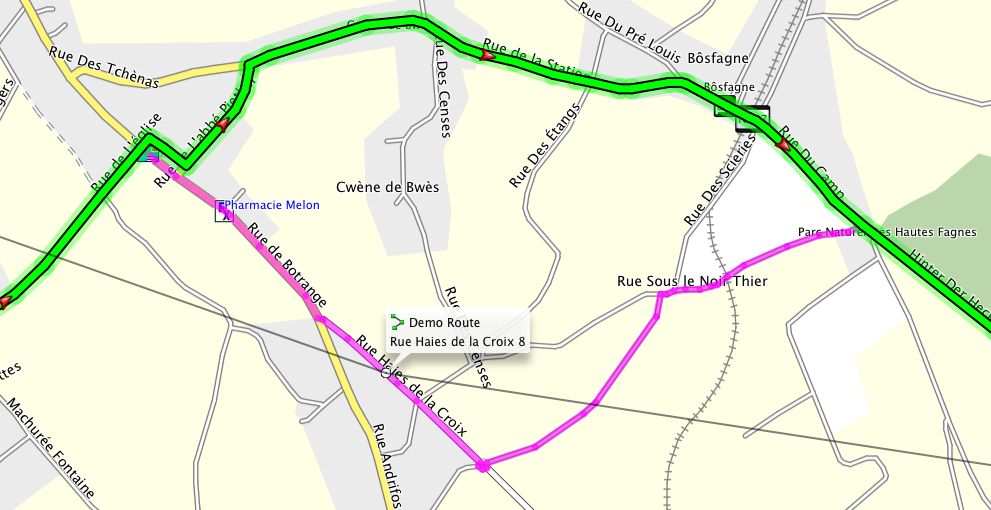 Rue Du Pré Louis
Rue Des Tchènas
Rue de la Station
Bôsfagne
Bôsfagne
Rue Des Censes
Rue de L'église
Rue Des Étangs
Rue Des Scieries
Rue Du Camp
Cwène de Bwès
Pharmacie Melon
Rue de Botrange
Parc Naturel des Hautes Fagnes
Rue Sous le Noir Thier
Demo Route
Rue Haies de la Croix 8
Rue Haies de la Croix
Machurée Fontaine
Rue Andrifos